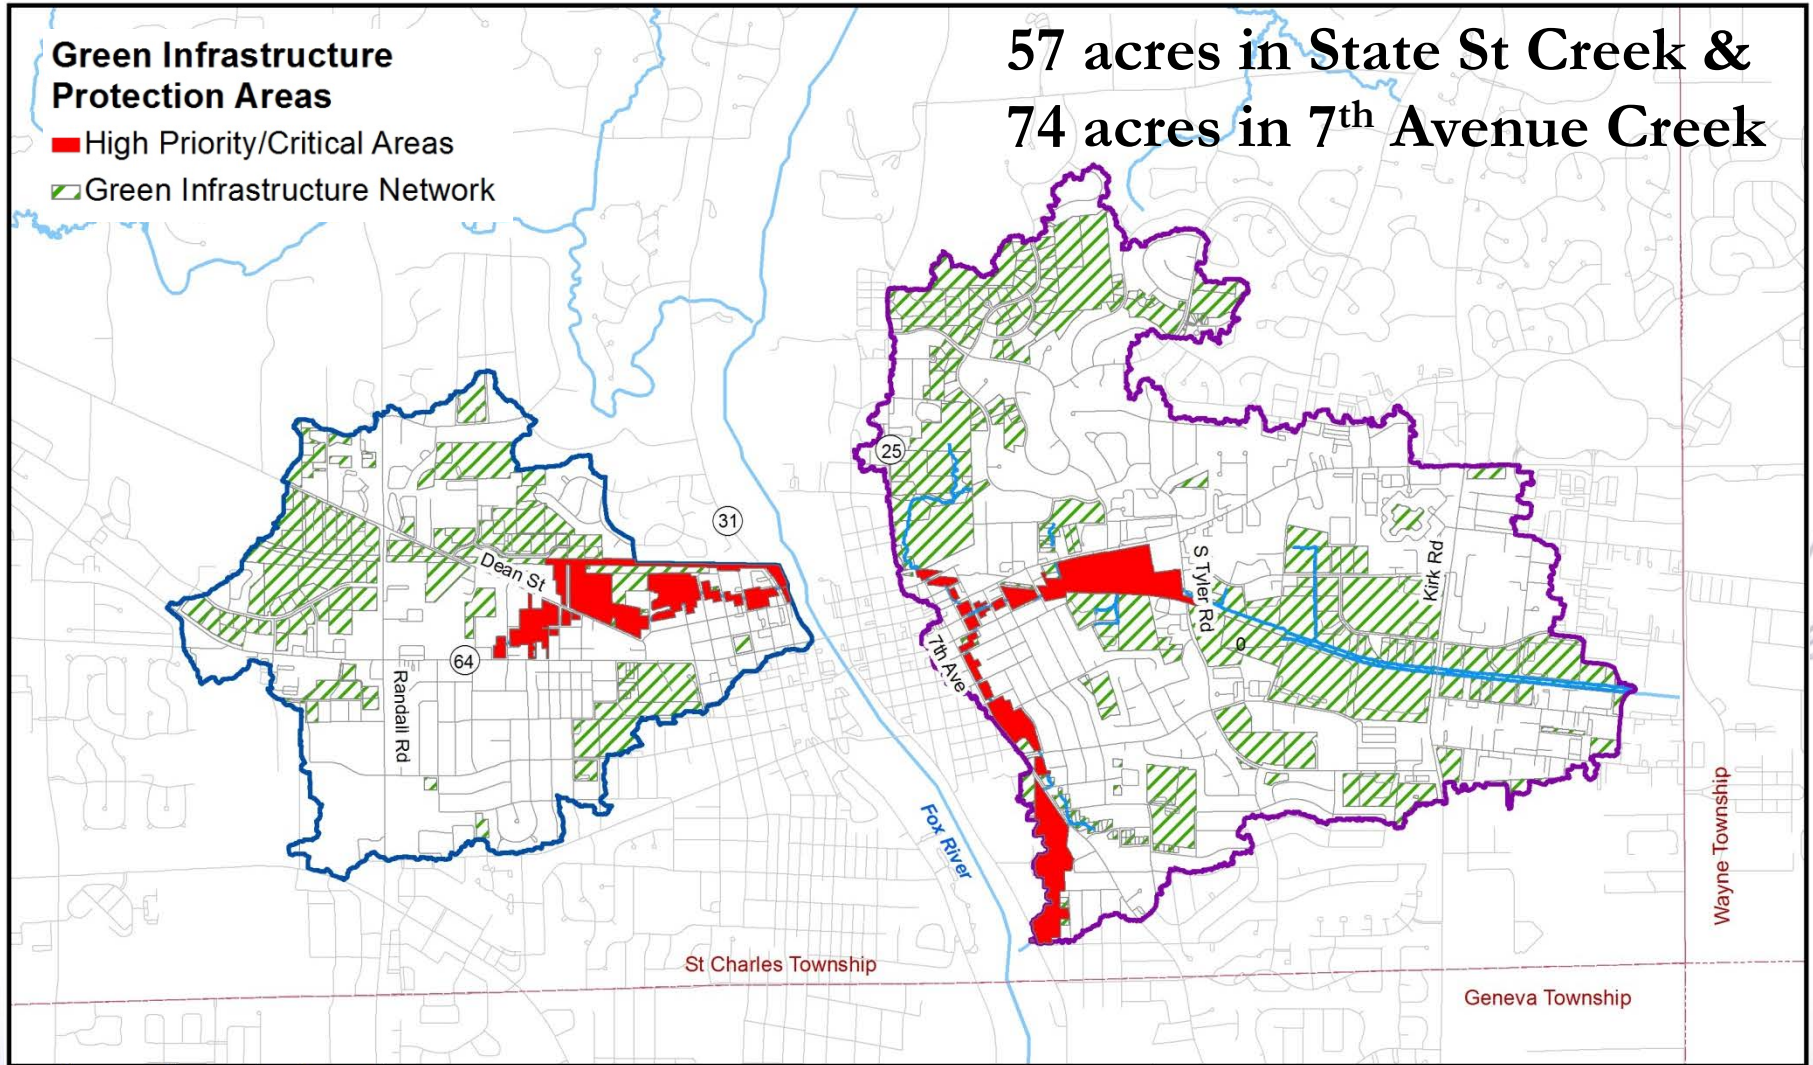 Green Infrastructure
Protection Areas
High Priority/Critical Areas
Green Infrastructure Network
57 acres in State St Creek &
74 acres in 7th Avenue Creek
25
31
Dean St
S Tyler Rd
Kirk Rd
0
64
7th Ave
Randall Rd
Fox River
Wayne Township
St Charles Township
Geneva Township